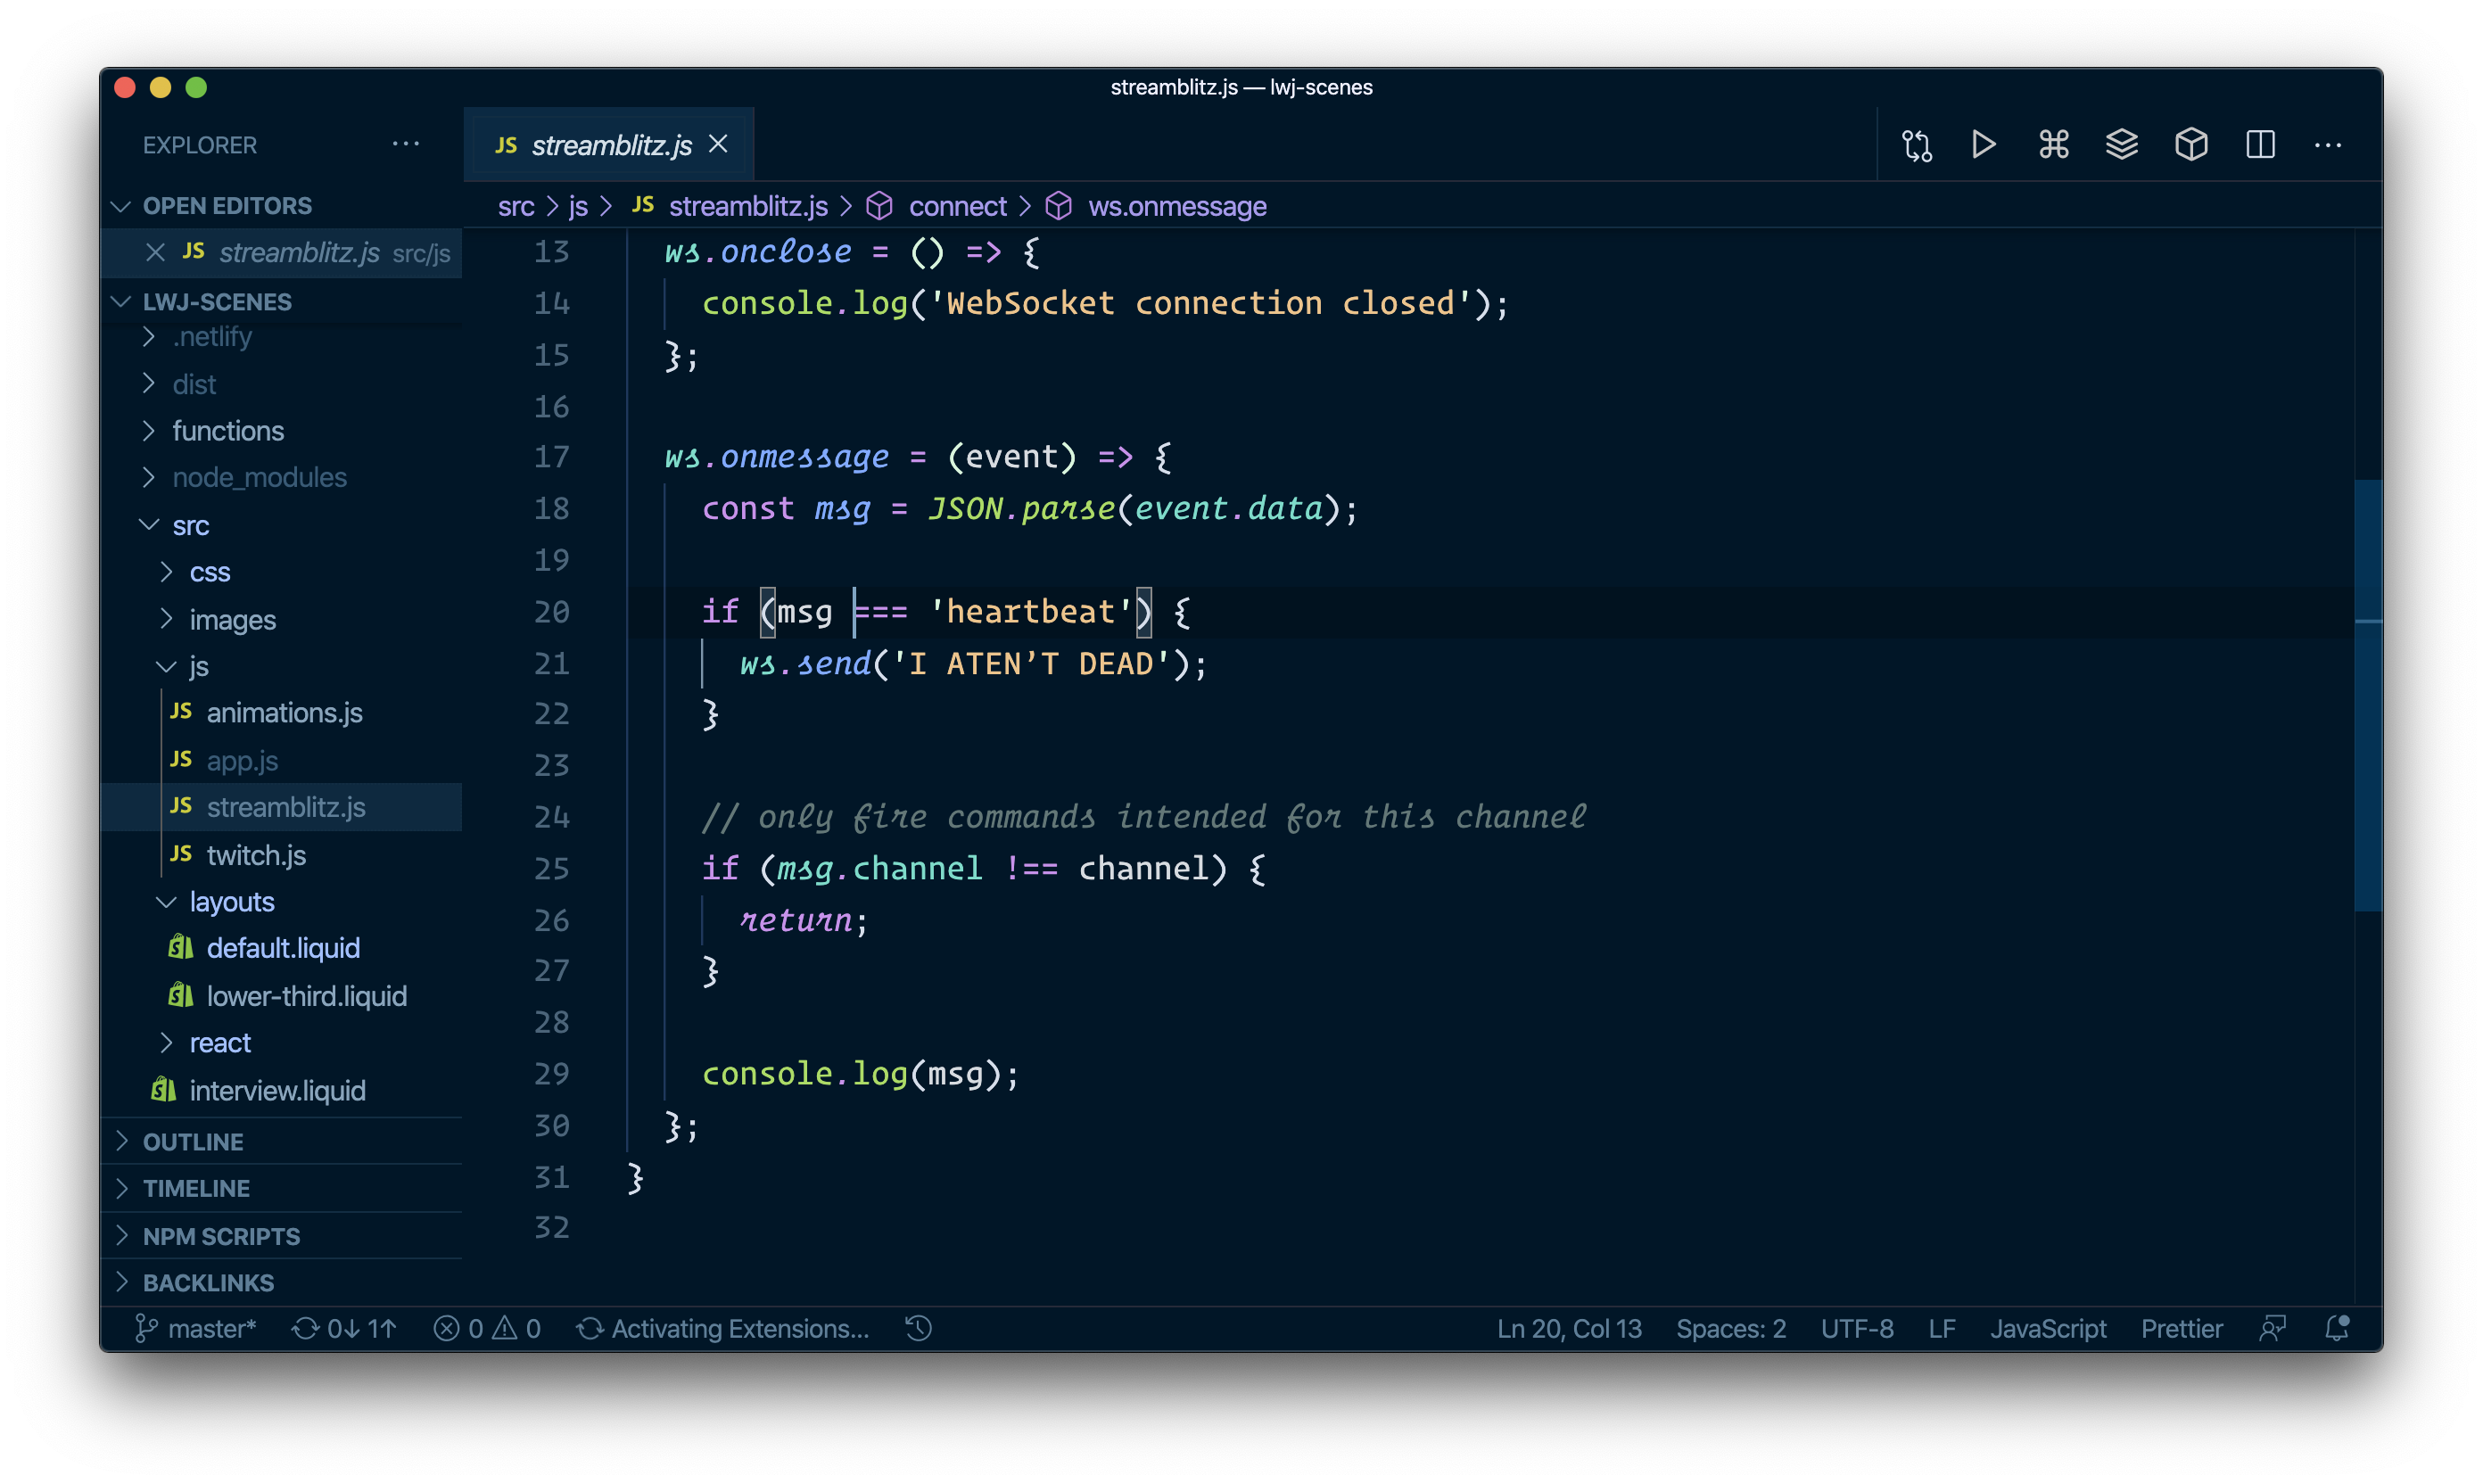 streamblitz.js — lwj-scenes
EXPLORER
OPEN EDITORS
JS streamblitz.js src/js
LWJ-SCENES
.netlify
dist
functions
node_modules
src
css
images
js
JS animations.js
JS app.js
JS streamblitz.js
JS twitch.js
layouts
default.liquid
lower-third.liquid
react
interview.liquid
OUTLINE
TIMELINE
NPM SCRIPTS
BACKLINKS
JS streamblitz.js
src > js > JS streamblitz.js > connect > ws.onmessage
13 ws.onclose = () => {
14 console.log('WebSocket connection closed');
15 };
16
17 ws.onmessage = (event) => {
18 const msg = JSON.parse(event.data);
19
20 if (msg === 'heartbeat') {
21 ws.send('I ATEN’T DEAD');
22 }
23
24 // only fire commands intended for this channel
25 if (msg.channel !== channel) {
26 return;
27 }
28
29 console.log(msg);
30 };
31 }
32
master* 0↓ 1↑ 0 0 Activating Extensions... Ln 20, Col 13 Spaces: 2 UTF-8 LF JavaScript Prettier